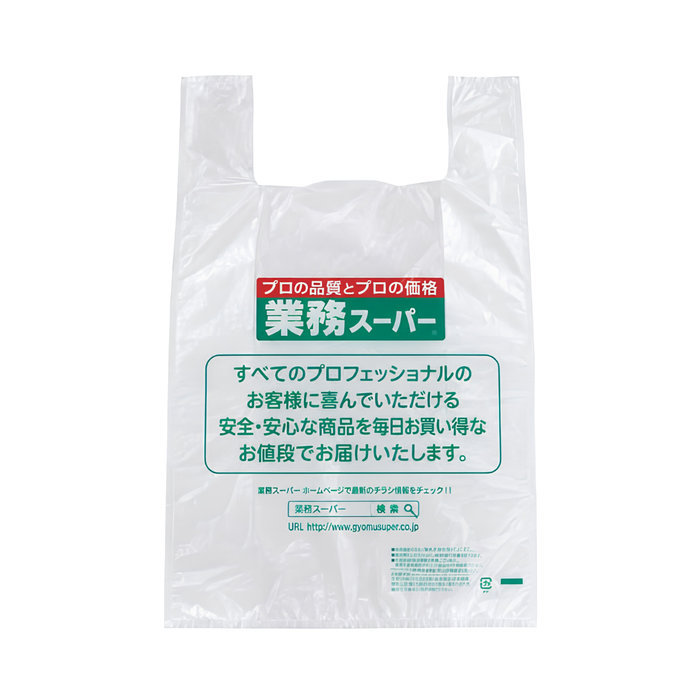 プロの品質とプロの価格
業務スーパー
すべてのプロフェッショナルの
お客様に喜んでいただける
安全・安心な商品を毎日お買い得な
お値段でお届けいたします。
業務スーパー ホームページで最新のチラシ情報をチェック!!
業務スーパー 検索
URL http://www.gyomusuper.co.jp
プラ